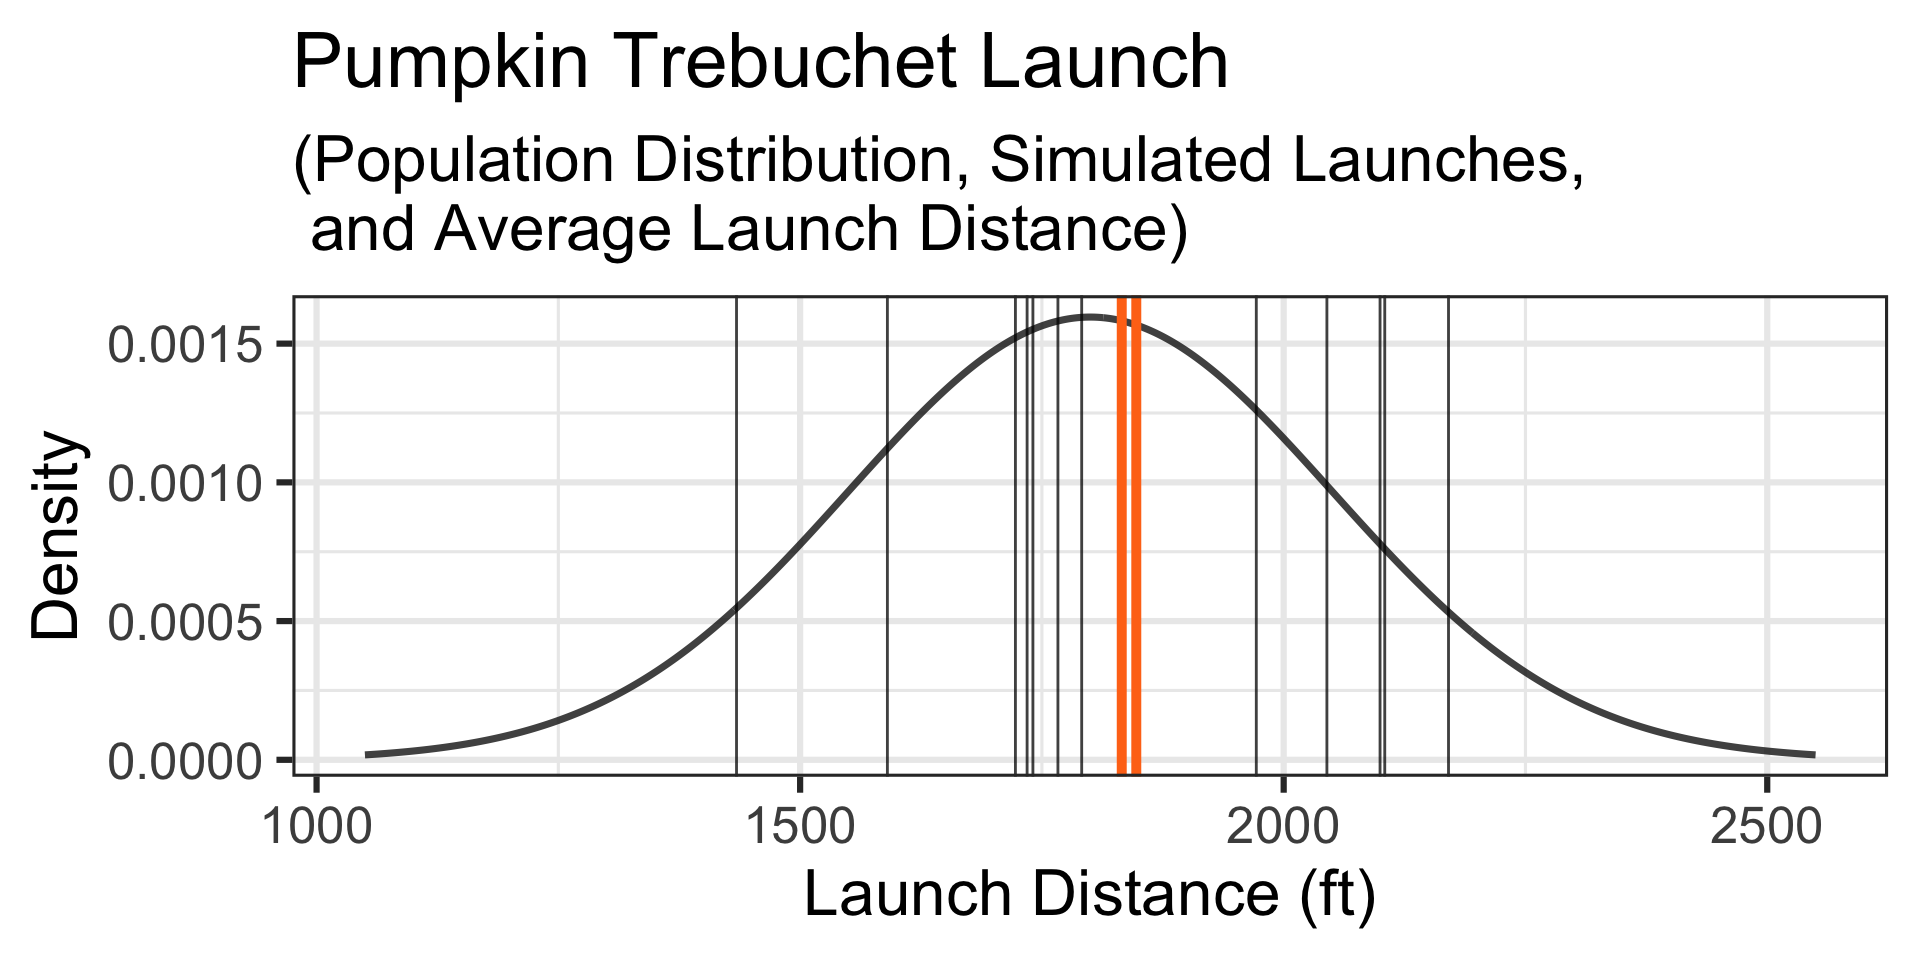 Pumpkin Trebuchet Launch
(Population Distribution, Simulated Launches,
and Average Launch Distance)
0.0015
0.0010
0.0005
0.0000
Density
1000 1500 2000 2500
Launch Distance (ft)